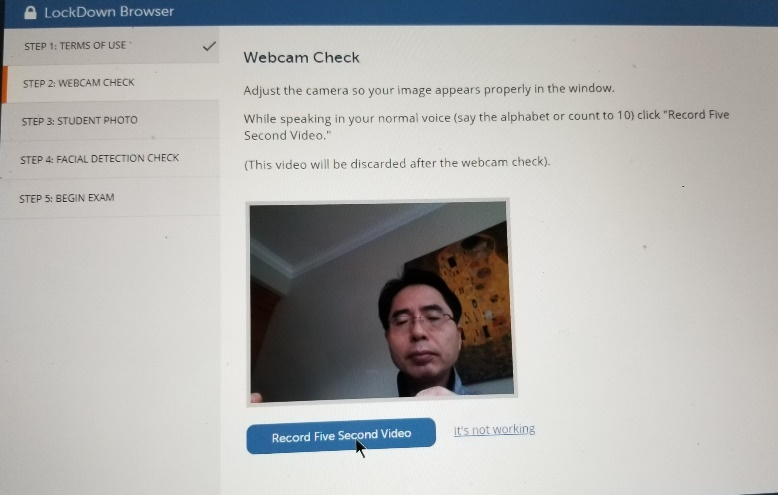 LockDown Browser
STEP 1: TERMS OF USE
STEP 2: WEBCAM CHECK
STEP 3: STUDENT PHOTO
STEP 4: FACIAL DETECTION CHECK
STEP 5: BEGIN EXAM
Webcam Check
Adjust the camera so your image appears properly in the window.
While speaking in your normal voice (say the alphabet or count to 10) click "Record Five
Second Video."
(This video will be discarded after the webcam check).
Record Five Second Video
It's not working